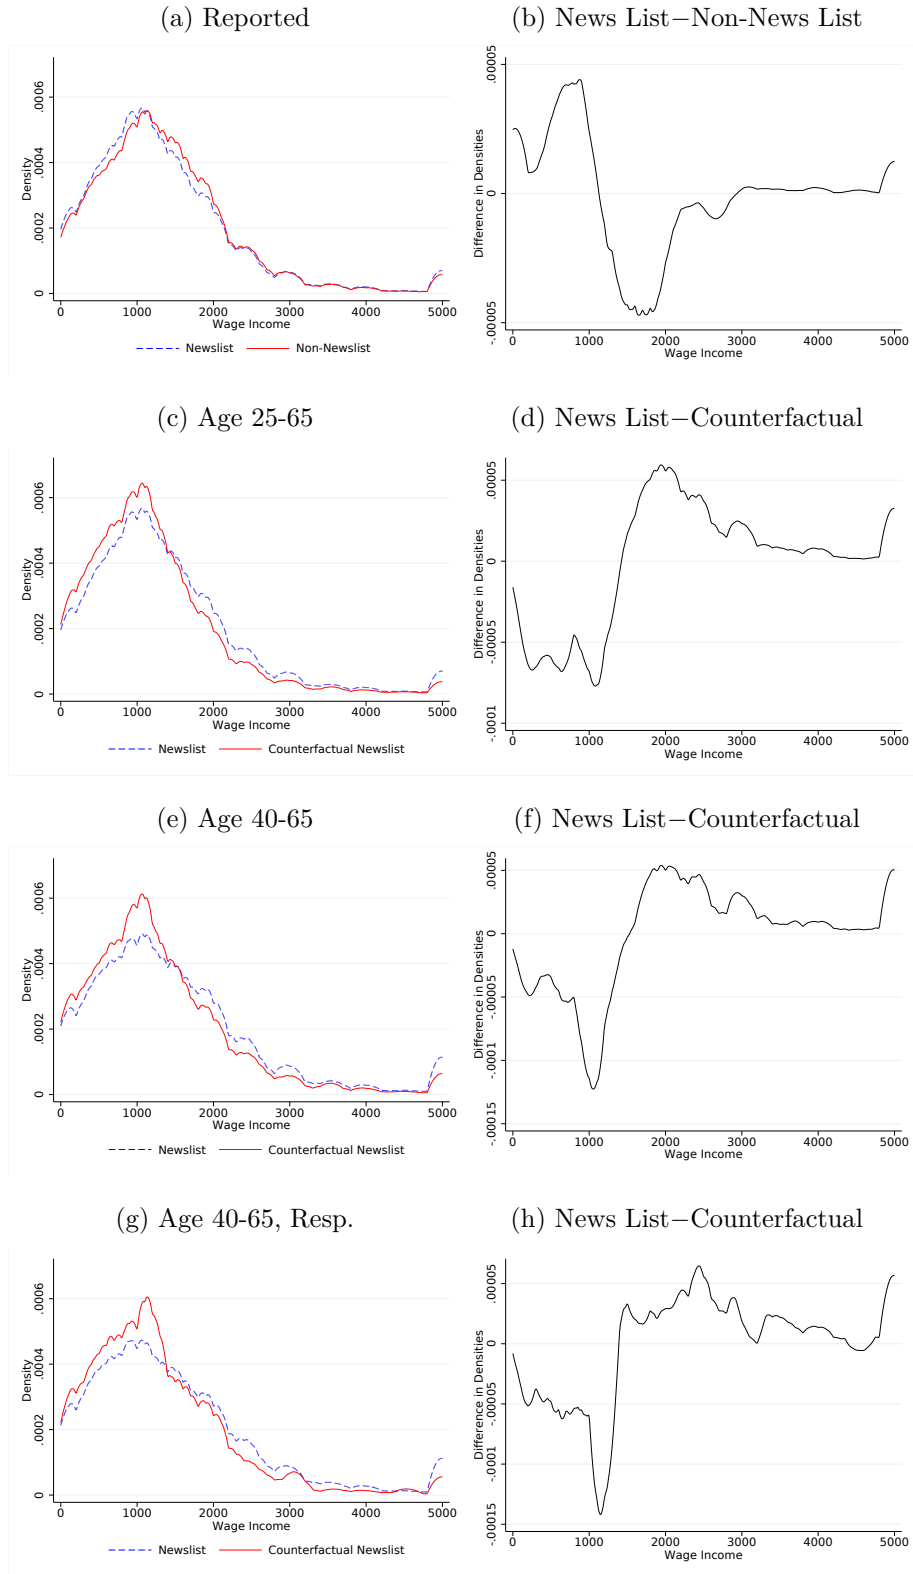 (a) Reported
Density
0
.0002
.0004
.0006
0 1000 2000 3000 4000 5000
Wage Income
Newslist Non-Newslist
(b) News List−Non-News List
Difference in Densities
-.00005
0
.00005
0 1000 2000 3000 4000 5000
Wage Income
(c) Age 25-65
Density
0
.0002
.0004
.0006
0 1000 2000 3000 4000 5000
Wage Income
Newslist Counterfactual Newslist
(d) News List−Counterfactual
Difference in Densities
-.0001
-.00005
0
.00005
0 1000 2000 3000 4000 5000
Wage Income
(e) Age 40-65
Density
0
.0002
.0004
.0006
0 1000 2000 3000 4000 5000
Wage Income
Newslist Counterfactual Newslist
(f) News List−Counterfactual
Difference in Densities
-.00015
-.0001
-.00005
0
.00005
0 1000 2000 3000 4000 5000
Wage Income
(g) Age 40-65, Resp.
Density
0
.0002
.0004
.0006
0 1000 2000 3000 4000 5000
Wage Income
Newslist Counterfactual Newslist
(h) News List−Counterfactual
Difference in Densities
-.00015
-.0001
-.00005
0
.00005
0 1000 2000 3000 4000 5000
Wage Income